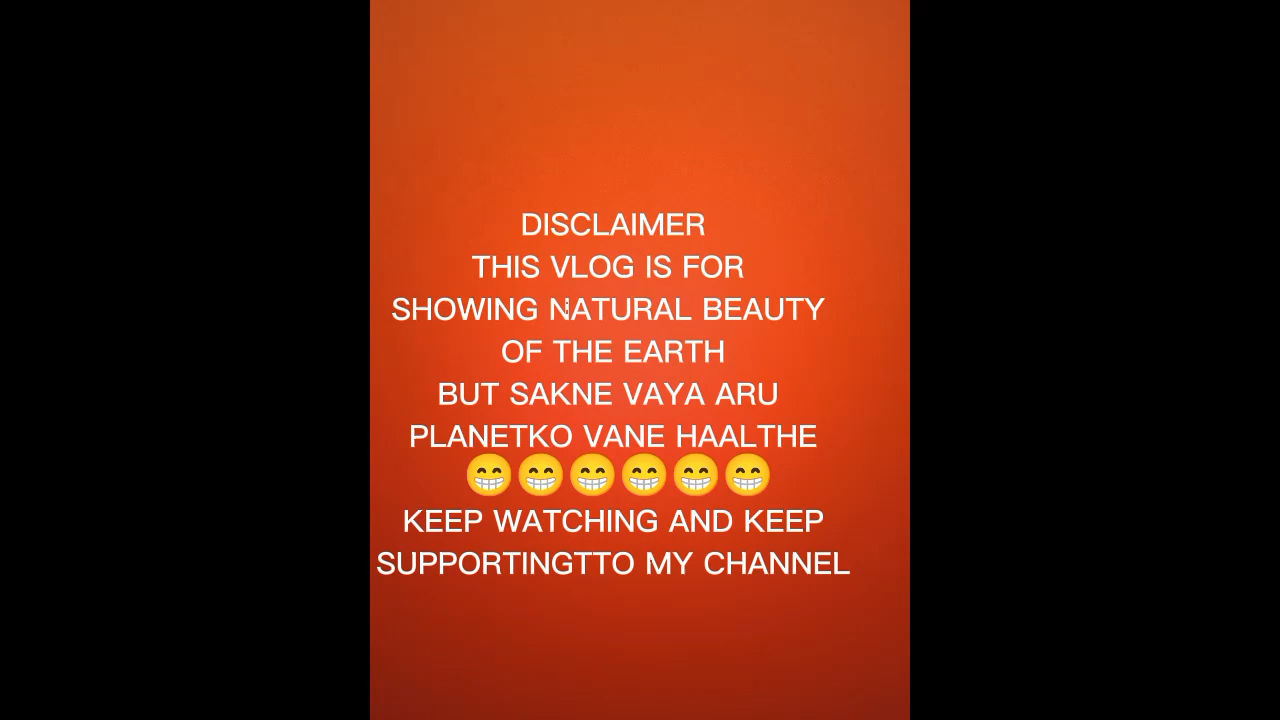 DISCLAIMER
THIS VLOG IS FOR
SHOWING NATURAL BEAUTY
OF THE EARTH
BUT SAKNE VAYA ARU
PLANETKO VANE HAALTHE
😁😁😁😁😁😁
KEEP WATCHING AND KEEP
SUPPORTINGTTO MY CHANNEL